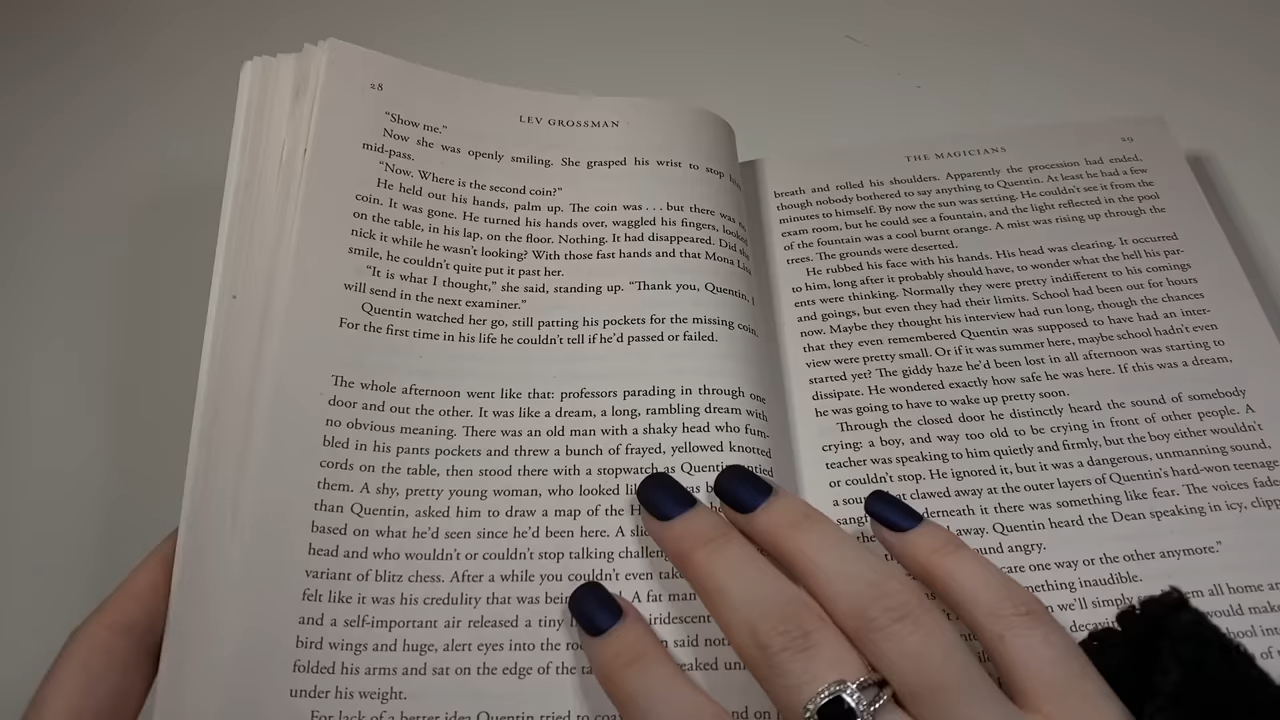 28
LEV GROSSMAN
“Show me.”
Now she was openly smiling. She grasped his wrist to stop him
mid-pass.
“Now. Where is the second coin?”
He held out his hands, palm up. The coin was . . . but there was no
coin. It was gone. He turned his hands over, waggled his fingers, looked
on the table, in his lap, on the floor. Nothing. It had disappeared. Did she
nick it while he wasn’t looking? With those fast hands and that Mona Lisa
smile, he couldn’t quite put it past her.
“It is what I thought,” she said, standing up. “Thank you, Quentin, I
will send in the next examiner.”
Quentin watched her go, still patting his pockets for the missing coin.
For the first time in his life he couldn’t tell if he’d passed or failed.
The whole afternoon went like that: professors parading in through one
door and out the other. It was like a dream, a long, rambling dream with
no obvious meaning. There was an old man with a shaky head who fum-
bled in his pants pockets and threw a bunch of frayed, yellowed knotted
cords on the table, then stood there with a stopwatch as Quentin untied
them. A shy, pretty young woman, who looked
than Quentin, asked him to draw a map of the
based on what he’d seen since he’d been here. A
head and who wouldn’t or couldn’t stop talking
variant of blitz chess. After a while you couldn’t even
felt like it was his credulity that was A fat man
and a self-important air released a tiny iridescent
bird wings and huge, alert eyes into the said
folded his arms and sat on the edge of the
under his weight.
For lack of a better idea Quentin tried to
THE MAGICIANS
29
breath and rolled his shoulders. Apparently the procession had ended,
though nobody bothered to say anything to Quentin. At least he had a few
minutes to himself. By now the sun was setting. He couldn’t see it from the
exam room, but he could see a fountain, and the light reflected in the pool
of the fountain was a cool burnt orange. A mist was rising up through the
trees. The grounds were deserted.
He rubbed his face with his hands. His head was clearing. It occurred
to him, long after it probably should have, to wonder what the hell his par-
ents were thinking. Normally they were pretty indifferent to his comings
and goings, but even they had their limits. School had been out for hours
now. Maybe they thought his interview had run long, though the chances
that they even remembered Quentin was supposed to have had an inter-
view were pretty small. Or if it was summer here, maybe school hadn’t even
started yet? The giddy haze he’d been lost in all afternoon was starting to
dissipate. He wondered exactly how safe he was here. If this was a dream,
he was going to have to wake up pretty soon.
Through the closed door he distinctly heard the sound of somebody
crying: a boy, and way too old to be crying in front of other people. A
teacher was speaking to him quietly and firmly, but the boy either wouldn’t
or couldn’t stop. He ignored it, but it was a dangerous, unmanning sound,
a clawed away at the outer layers of Quentin’s hard-won teenage
it there was something like fear. The voices
away. Quentin heard the Dean speaking in icy,
angry.
care one way or the other anymore.”
inaudible.
we’ll simply all home
would